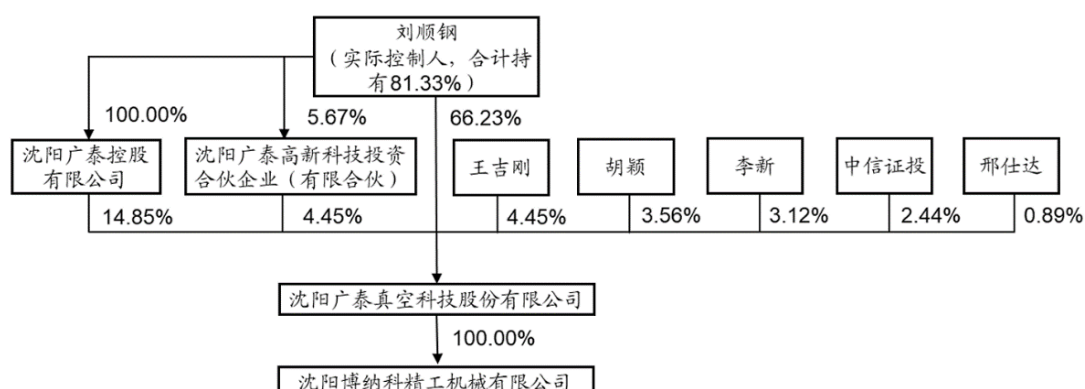 刘顺钢
（实际控制人，合计持
有81.33%）
100.00%
5.67%
66.23%
沈阳广泰控股
有限公司
沈阳广泰高新科技投资
合伙企业（有限合伙）
王吉刚
胡颖
李新
中信证投
邢仕达
14.85%
4.45%
4.45%
3.56%
3.12%
2.44%
0.89%
沈阳广泰真空科技股份有限公司
100.00%
沈阳博纳科精工机械有限公司